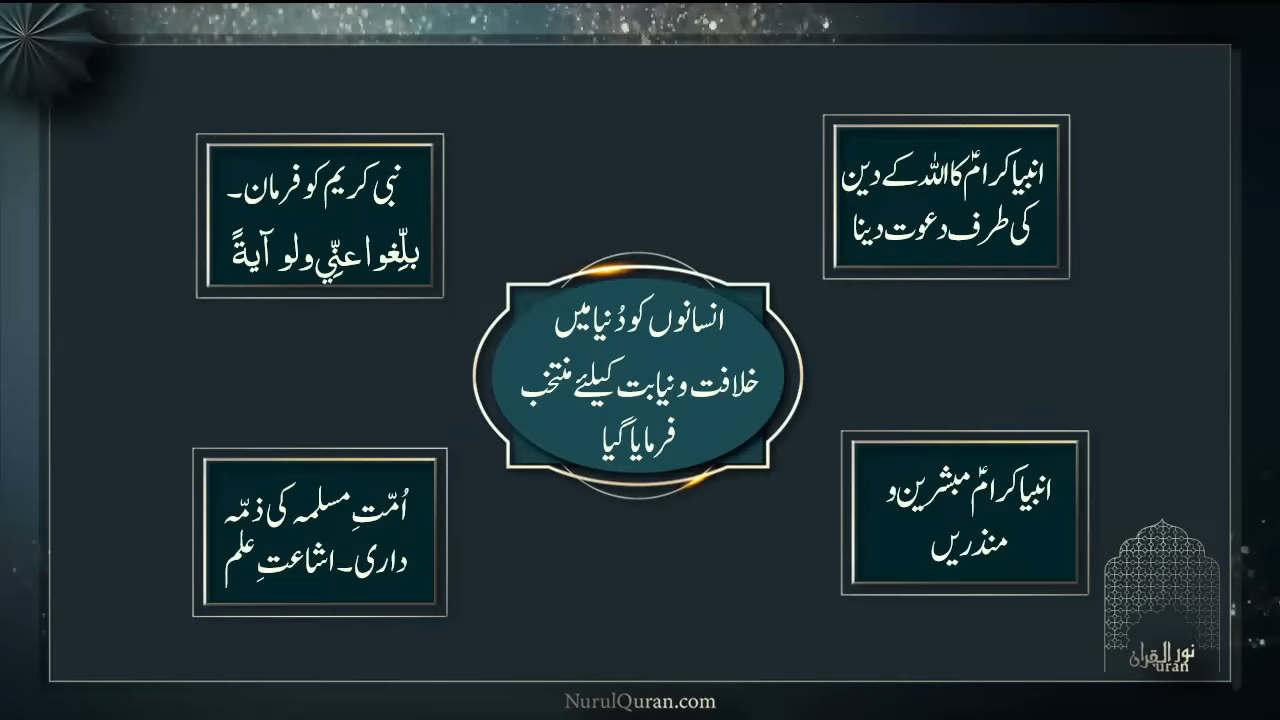 انبیا کرامؑ کا اللہ کے دین
کی طرف دعوت دینا
نبی کریم کو فرمان۔
بلِّغوا عنِّي ولو آيةً
انسانوں کو دُنیا میں
خلافت و نیابت کیلئے منتخب
فرمایا گیا
انبیا کرامؑ مبشرین و
منذریں
اُمّتِ مسلمہ کی ذمّہ
داری۔ اشاعتِ علم
نور القران
uran
NurulQuran.com